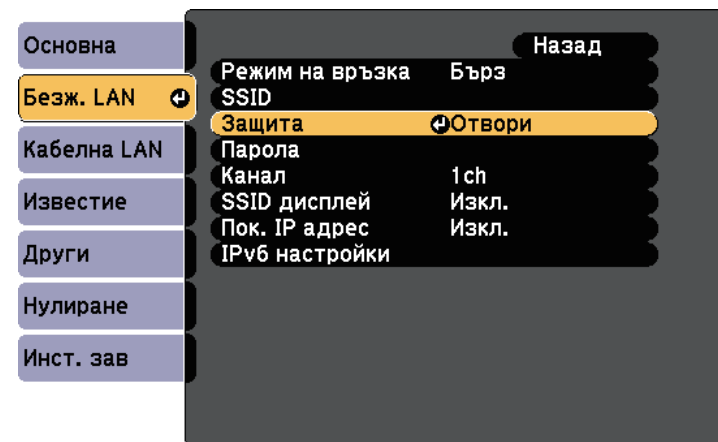 Основна
Безж. LAN
Кабелна LAN
Известие
Други
Нулиране
Инст. зав
Назад
Режим на връзка Бърз
SSID
Защита Отвори
Парола
Канал 1ch
SSID дисплей Изкл.
Пок. IP адрес Изкл.
IPv6 настройки